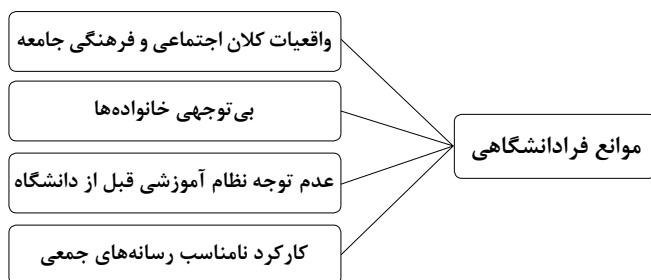 موانع فرادانشگاهی
واقعیات کلان اجتماعی و فرهنگی جامعه
بی‌توجهی خانواده‌ها
عدم توجه نظام آموزشی قبل از دانشگاه
کارکرد نامناسب رسانه‌های جمعی